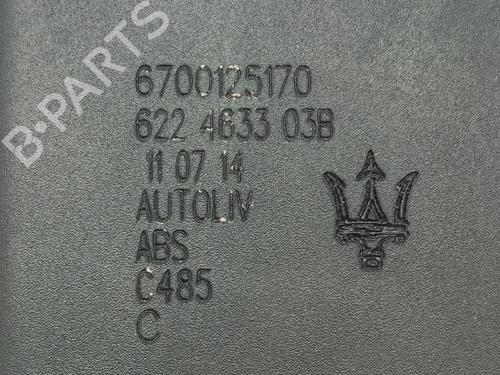 B-PARTS
6700125170
622 4633 03B
11 07 14
AUTOLIV
ABS
C485
C